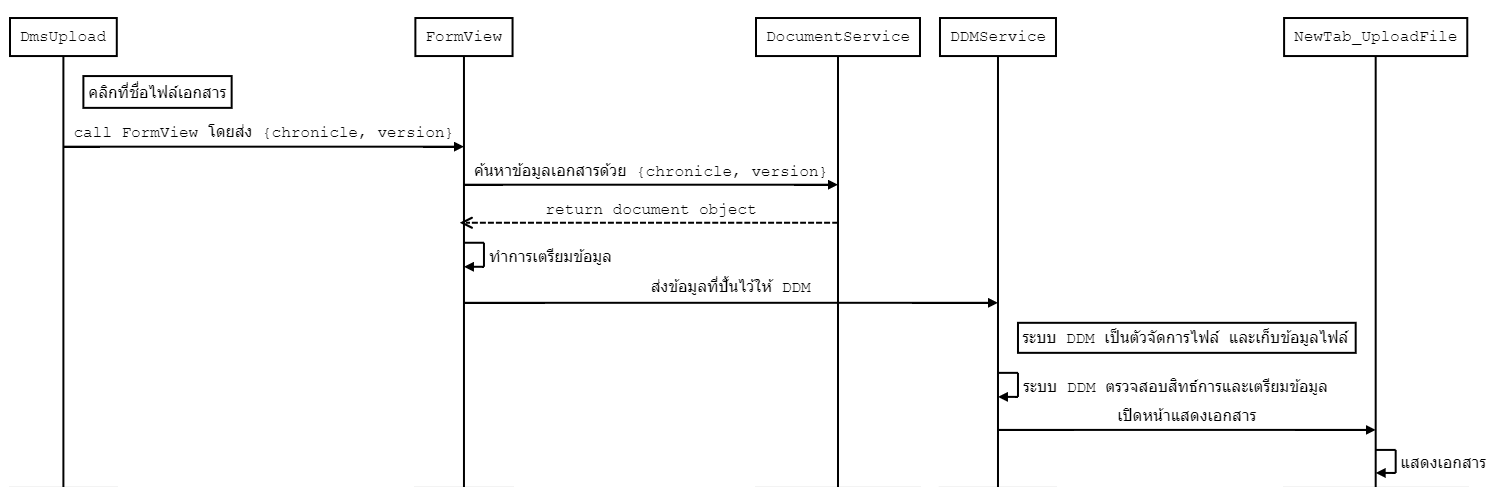 DmsUpload
FormView
DocumentService
DDMService
NewTab_UploadFile
คลิกที่ชื่อไฟล์เอกสาร
call FormView โดยส่ง {chronicle, version}
ค้นหาข้อมูลเอกสารด้วย {chronicle, version}
return document object
ทำการเตรียมข้อมูล
ส่งข้อมูลที่ปั้นไว้ให้ DDM
ระบบ DDM เป็นตัวจัดการไฟล์ และเก็บข้อมูลไฟล์
ระบบ DDM ตรวจสอบสิทธ์การและเตรียมข้อมูล
เปิดหน้าแสดงเอกสาร
แสดงเอกสาร